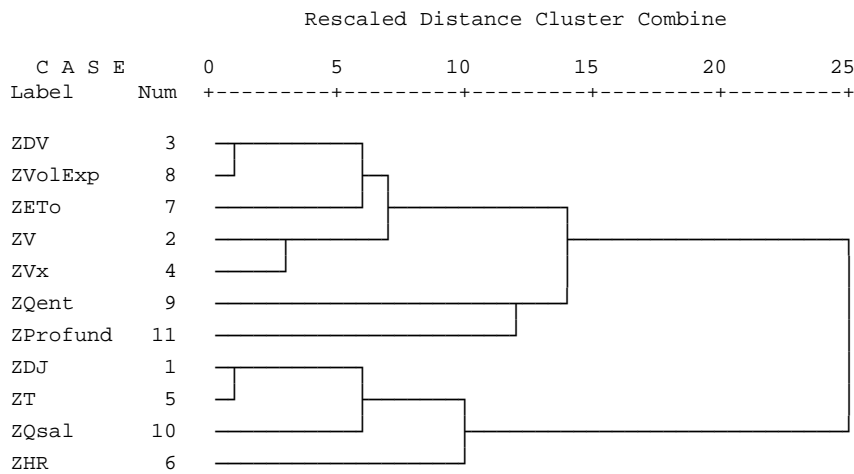 Rescaled Distance Cluster Combine
C A S E 0 5 10 15 20 25
Label Num +---------+---------+---------+---------+---------+
ZDV 3
ZVolExp 8
ZETo 7
ZV 2
ZVx 4
ZQent 9
ZProfund 11
ZDJ 1
ZT 5
ZQsal 10
ZHR 6